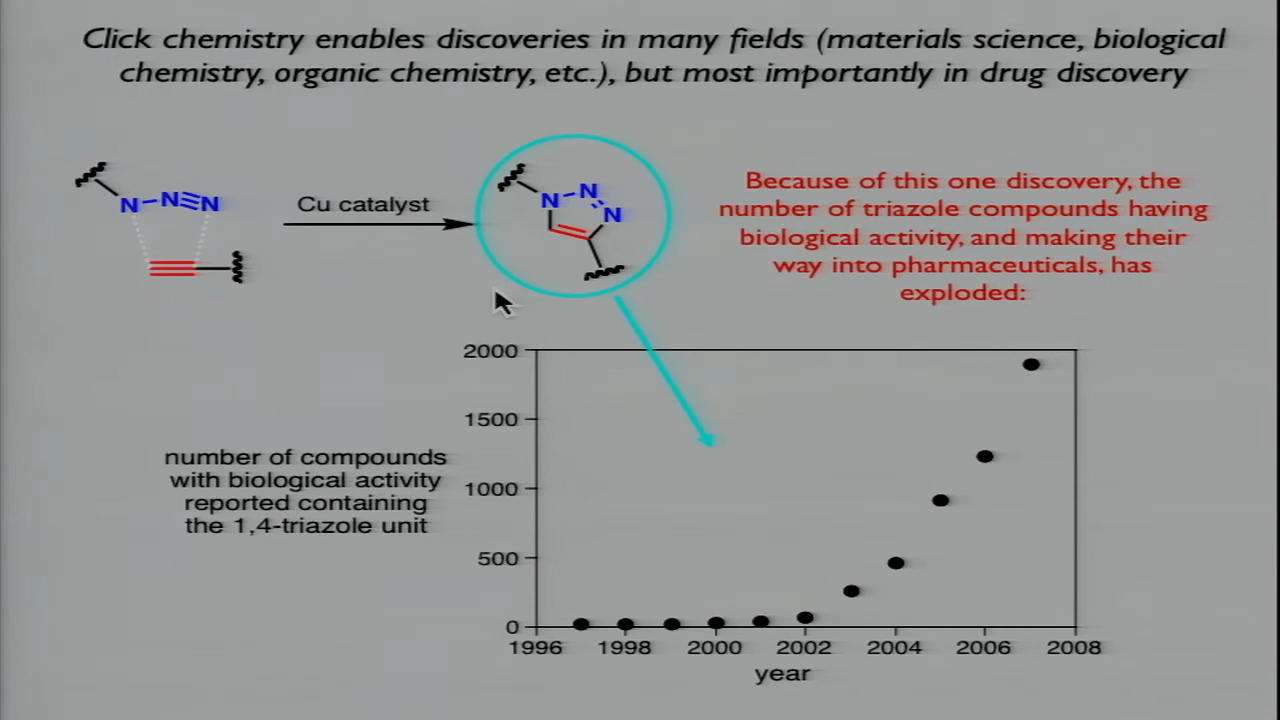 Click chemistry enables discoveries in many fields (materials science, biological
chemistry, organic chemistry, etc.), but most importantly in drug discovery
N
N
N
Cu catalyst
N
N
N
Because of this one discovery, the
number of triazole compounds having
biological activity, and making their
way into pharmaceuticals, has
exploded:
number of compounds
with biological activity
reported containing
the 1,4-triazole unit
2000
1500
1000
500
0
1996 1998 2000 2002 2004 2006 2008
year